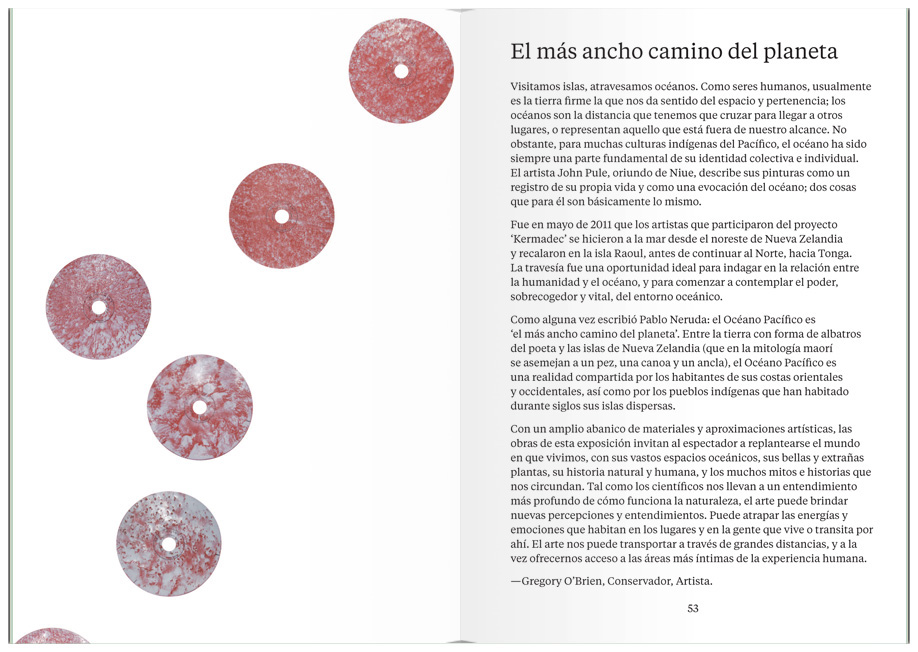 El más ancho camino del planeta
Visitamos islas, atravesamos océanos. Como seres humanos, usualmente
es la tierra firme la que nos da sentido del espacio y pertenencia; los
océanos son la distancia que tenemos que cruzar para llegar a otros
lugares, o representan aquello que está fuera de nuestro alcance. No
obstante, para muchas culturas indígenas del Pacífico, el océano ha sido
siempre una parte fundamental de su identidad colectiva e individual.
El artista John Pule, oriundo de Niue, describe sus pinturas como un
registro de su propia vida y como una evocación del océano; dos cosas
que para él son básicamente lo mismo.
Fue en mayo de 2011 que los artistas que participaron del proyecto
‘Kermadec’ se hicieron a la mar desde el noreste de Nueva Zelandia
y recalaron en la isla Raoul, antes de continuar al Norte, hacia Tonga.
La travesía fue una oportunidad ideal para indagar en la relación entre
la humanidad y el océano, y para comenzar a contemplar el poder,
sobrecogedor y vital, del entorno oceánico.
Como alguna vez escribió Pablo Neruda: el Océano Pacífico es
‘el más ancho camino del planeta’. Entre la tierra con forma de albatros
del poeta y las islas de Nueva Zelandia (que en la mitología maorí
se asemejan a un pez, una canoa y un ancla), el Océano Pacífico es
una realidad compartida por los habitantes de sus costas orientales
y occidentales, así como por los pueblos indígenas que han habitado
durante siglos sus islas dispersas.
Con un amplio abanico de materiales y aproximaciones artísticas, las
obras de esta exposición invitan al espectador a replantearse el mundo
en que vivimos, con sus vastos espacios oceánicos, sus bellas y extrañas
plantas, su historia natural y humana, y los muchos mitos e historias que
nos circundan. Tal como los científicos nos llevan a un entendimiento
más profundo de cómo funciona la naturaleza, el arte puede brindar
nuevas percepciones y entendimientos. Puede atrapar las energías y
emociones que habitan en los lugares y en la gente que vive o transita por
ahí. El arte nos puede transportar a través de grandes distancias, y a la
vez ofrecernos acceso a las áreas más íntimas de la experiencia humana.
—Gregory O’Brien, Conservador, Artista.
53